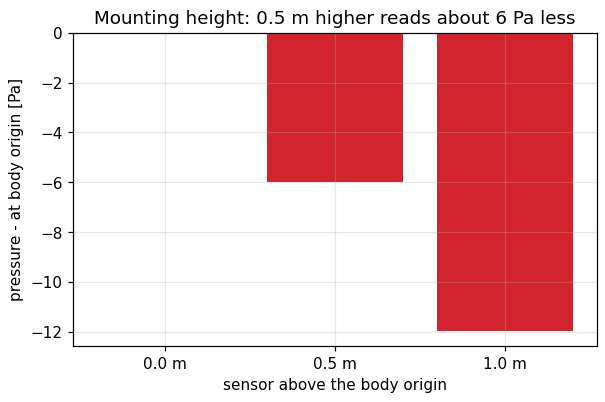 Mounting height: 0.5 m higher reads about 6 Pa less
pressure - at body origin [Pa]
0
−2
−4
−6
−8
−10
−12
0.0 m
0.5 m
1.0 m
sensor above the body origin